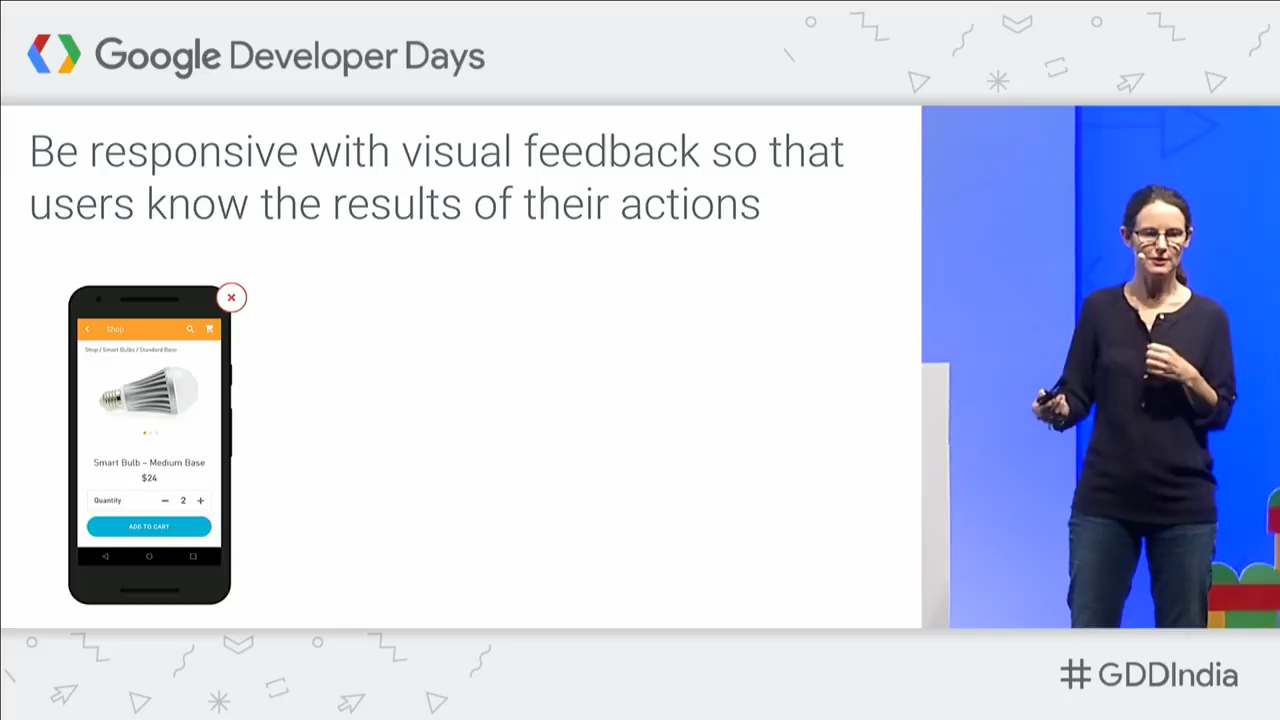 Google Developer Days
Be responsive with visual feedback so that
users know the results of their actions
Shop
Shop / Smart Bulbs / Standard Base
Smart Bulb – Medium Base
$24
Quantity
2
ADD TO CART
#GDDIndia